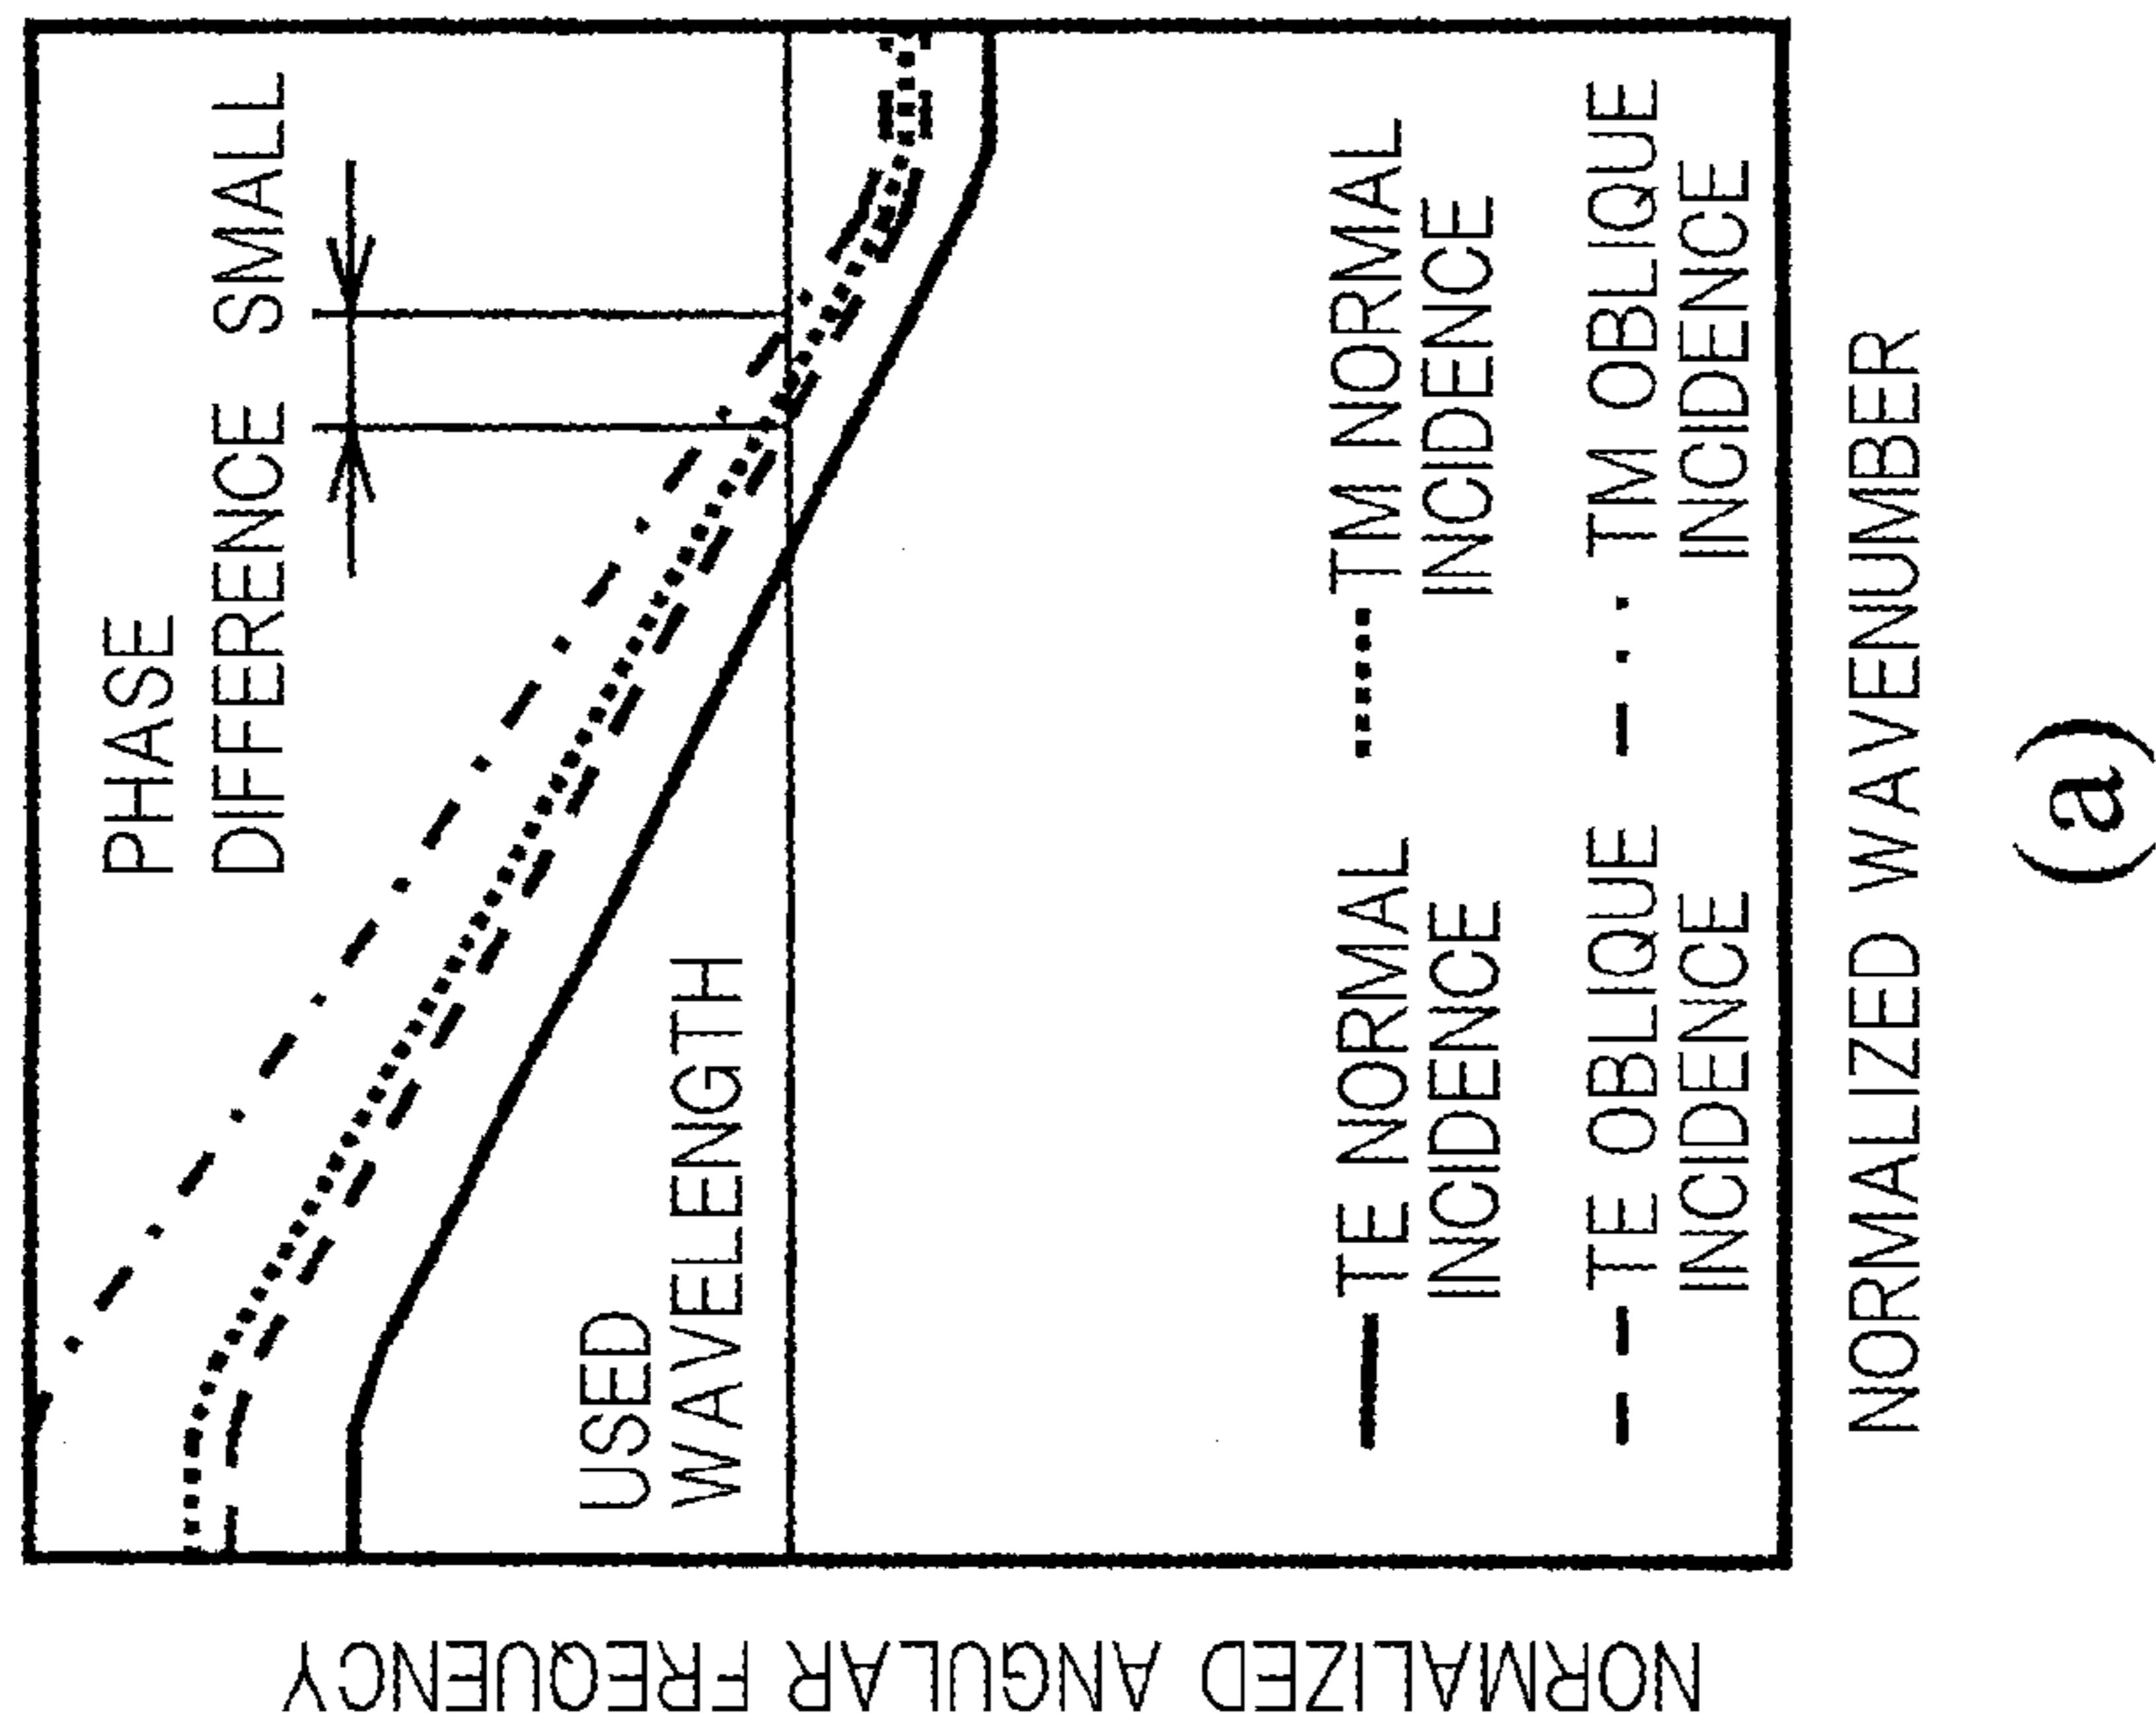 PHASE
DIFFERENCE SMALL
USED
WAVELENGTH
TE NORMAL
INCIDENCE
TM NORMAL
INCIDENCE
TE OBLIQUE
INCIDENCE
TM OBLIQUE
INCIDENCE
NORMALIZED WAVENUMBER
NORMALIZED ANGULAR FREQUENCY
(a)